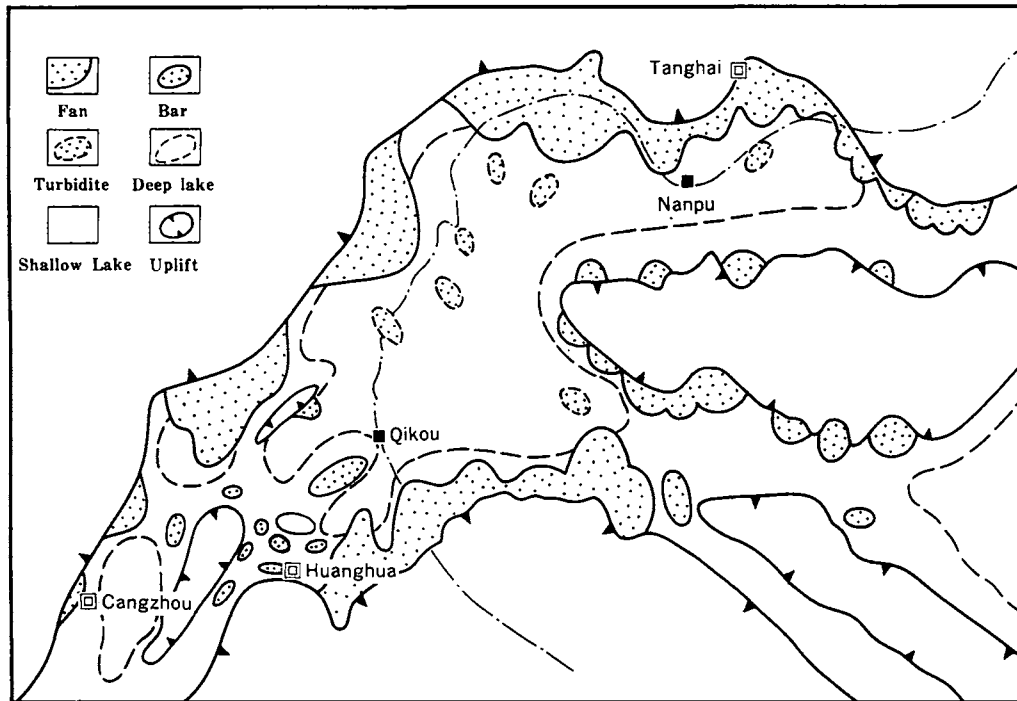 Fan Bar
Turbidite Deep lake
Shallow Lake Uplift
Tanghai
Nanpu
Qikou
Huanghua
Cangzhou